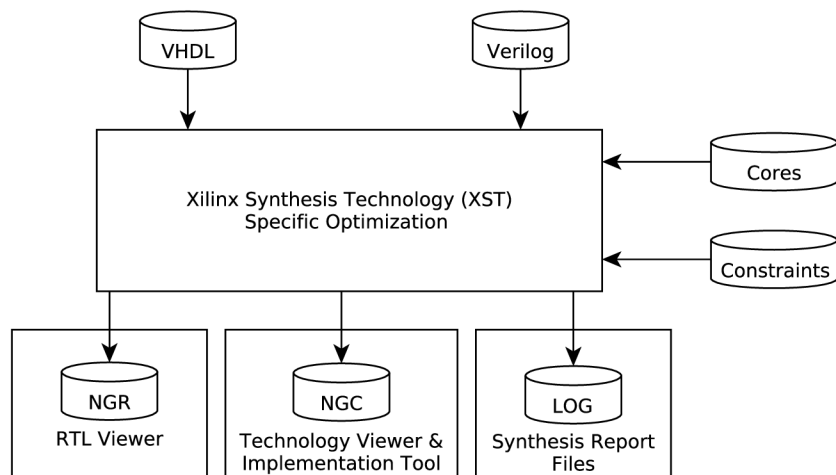 VHDL
Verilog
Xilinx Synthesis Technology (XST)
Specific Optimization
Cores
Constraints
NGR
RTL Viewer
NGC
Technology Viewer &
Implementation Tool
LOG
Synthesis Report
Files